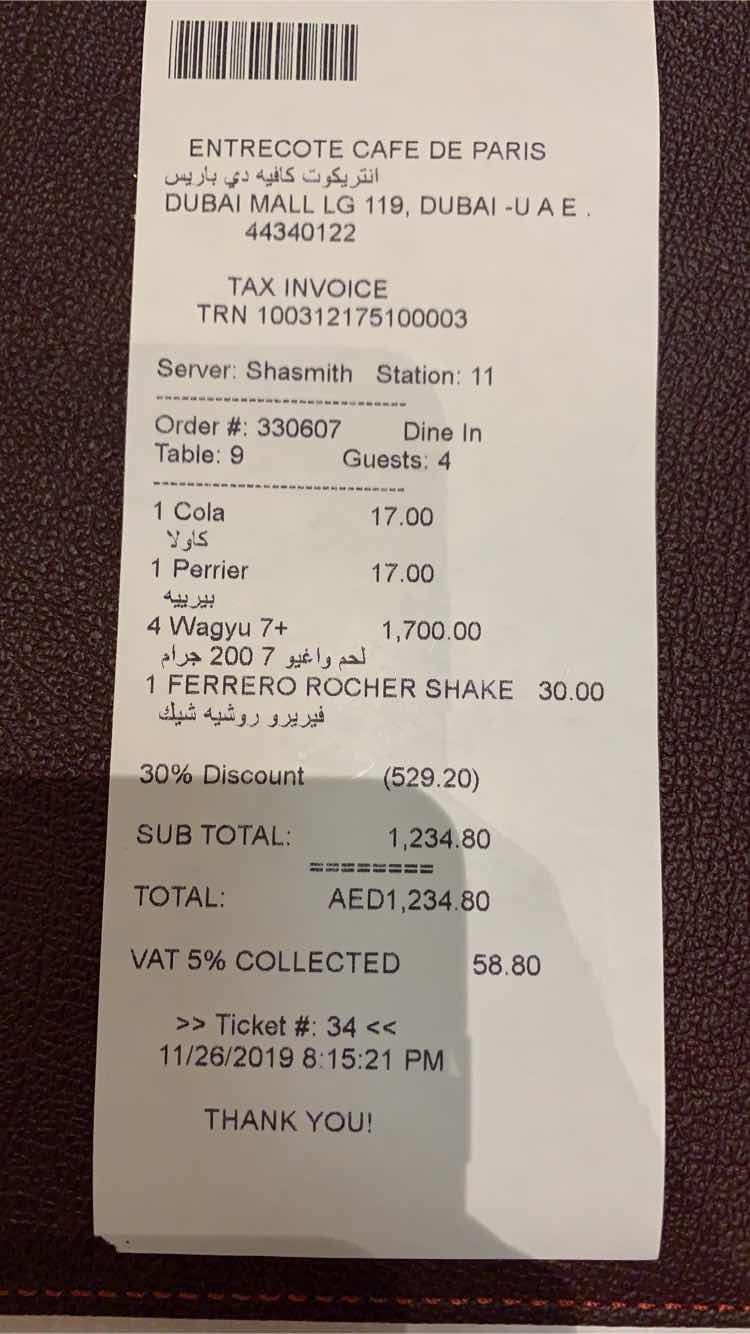 ENTRECOTE CAFE DE PARIS
انتريكوت كافيه دي باريس
DUBAI MALL LG 119, DUBAI -U A E .
44340122
TAX INVOICE
TRN 100312175100003
Server: Shasmith Station: 11
------------------------------
Order #: 330607 Dine In
Table: 9 Guests: 4
------------------------------
1 Cola 17.00
كاولا
1 Perrier 17.00
بيرييه
4 Wagyu 7+ 1,700.00
لحم واغيو 7 200 جرام
1 FERRERO ROCHER SHAKE 30.00
فيريرو روشيه شيك
30% Discount (529.20)
SUB TOTAL: 1,234.80
========
TOTAL: AED1,234.80
VAT 5% COLLECTED 58.80
>> Ticket #: 34 <<
11/26/2019 8:15:21 PM
THANK YOU!